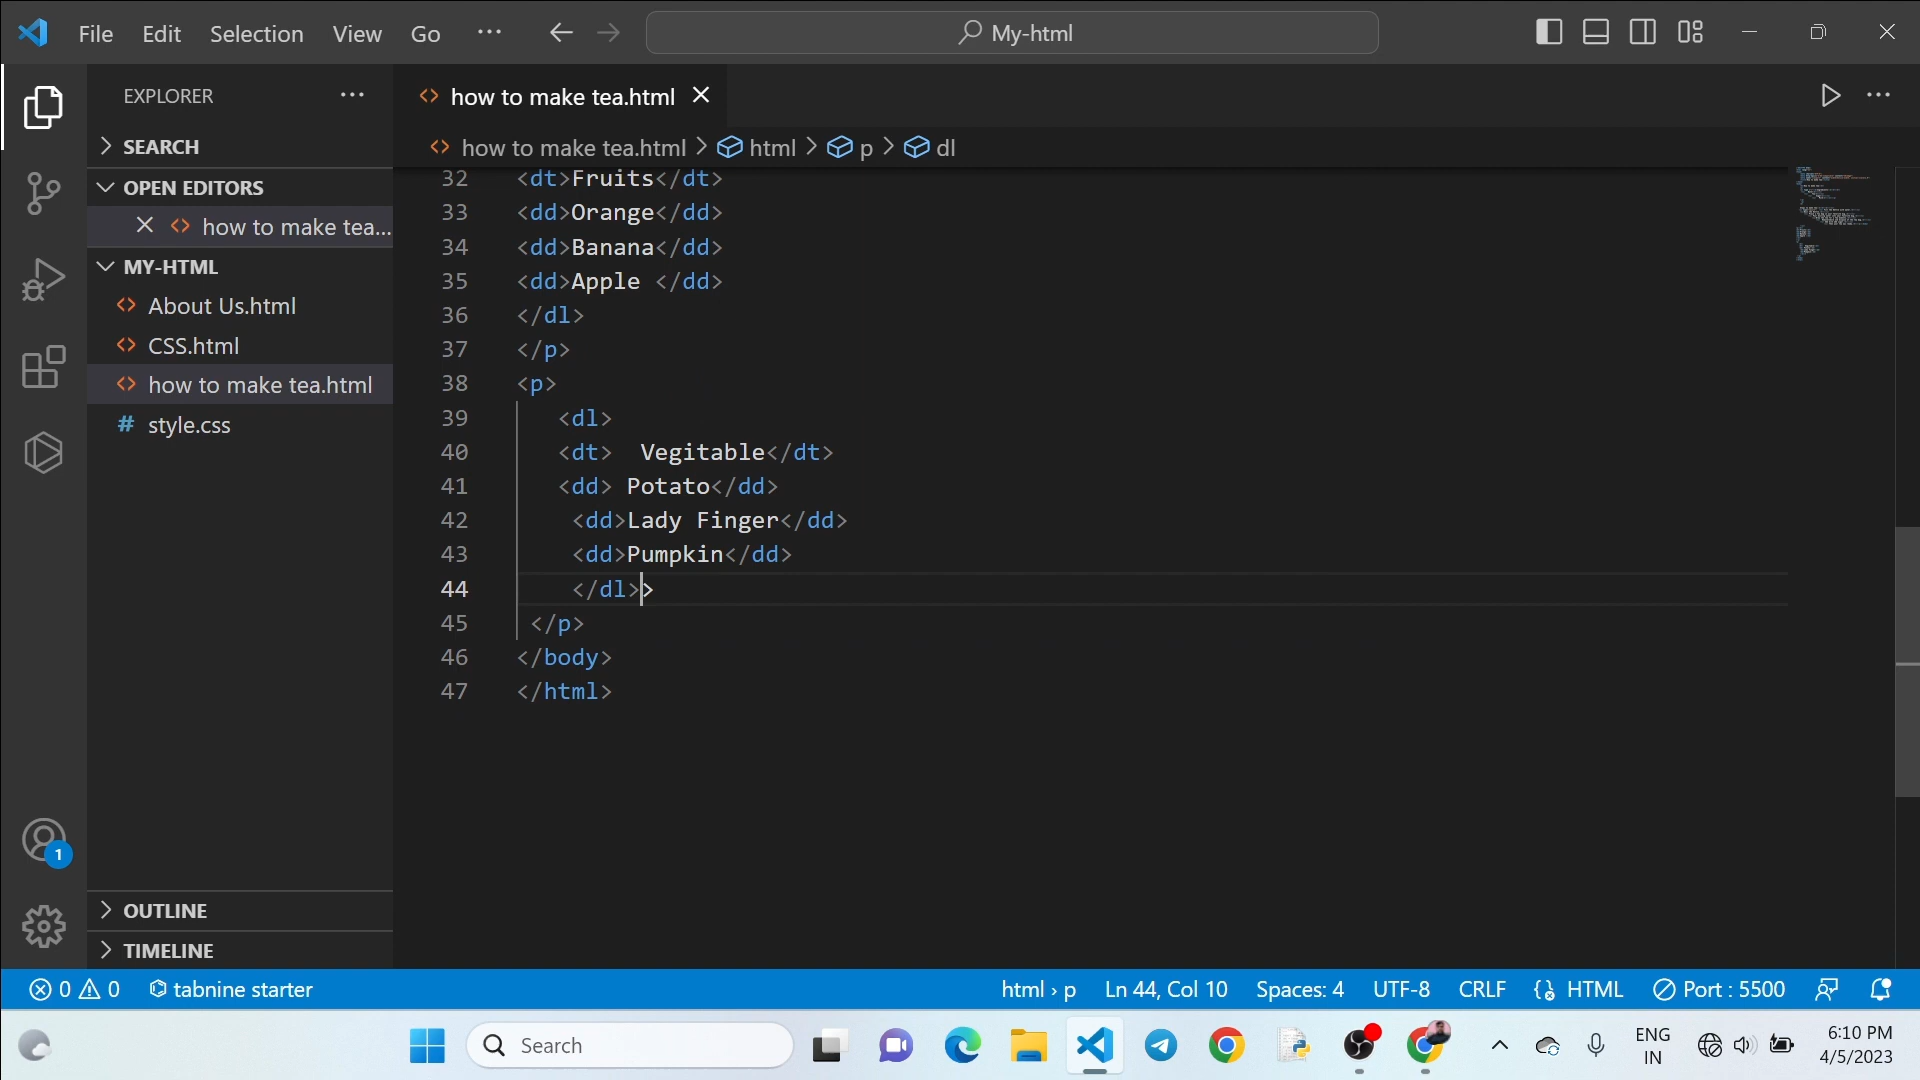 File Edit Selection View Go ... My-html
EXPLORER ...
how to make tea.html
SEARCH
how to make tea.html > html > p > dl
OPEN EDITORS
how to make tea...
MY-HTML
About Us.html
CSS.html
how to make tea.html
# style.css
OUTLINE
TIMELINE
32 <dt>Fruits</dt>
33 <dd>Orange</dd>
34 <dd>Banana</dd>
35 <dd>Apple </dd>
36 </dl>
37 </p>
38 <p>
39 <dl>
40 <dt>  Vegitable</dt>
41 <dd> Potato</dd>
42 <dd>Lady Finger</dd>
43 <dd>Pumpkin</dd>
44 </dl>>
45 </p>
46 </body>
47 </html>
1
0 0 tabnine starter html › p Ln 44, Col 10 Spaces: 4 UTF-8 CRLF HTML Port : 5500
Search
ENG
IN
6:10 PM
4/5/2023